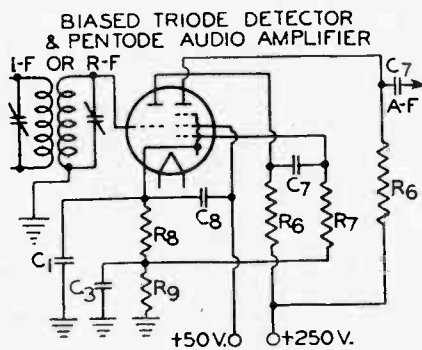 BIASED TRIODE DETECTOR
& PENTODE AUDIO AMPLIFIER
I-F OR R-F
C7
A-F
C7
C8
R8
R6
R7
R6
C1
C3
R9
+50V.
+250V.